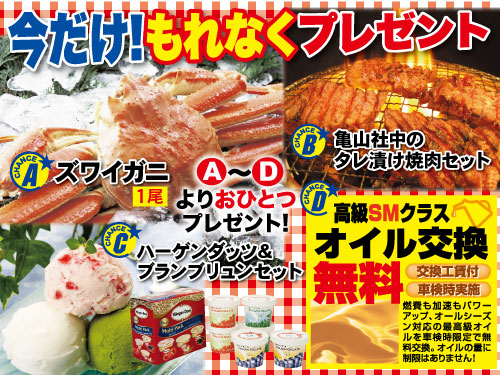 今だけ!もれなくプレゼント
CHANCE A ズワイガニ
1尾
CHANCE B 亀山社中の
タレ漬け焼肉セット
A〜D
よりおひとつ
プレゼント!
CHANCE C ハーゲンダッツ&
ブランブリュンセット
Häagen-Dazs
Multi Pack
CHANCE D 高級SMクラス
オイル交換
無料
交換工賃付
車検時実施
燃費も加速もパワー
アップ、オールシーズ
ン対応の最高級オイ
ルを車検時限定で無
料交換。オイルの量に
制限はありません!